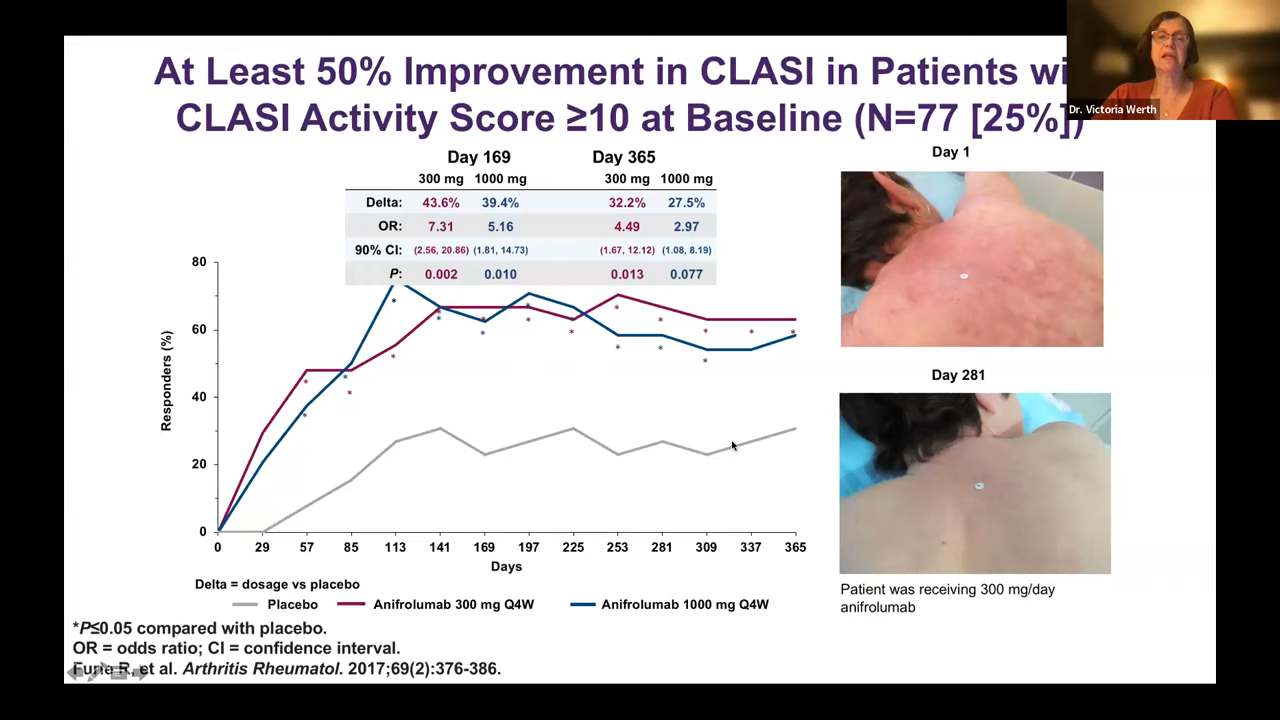 At Least 50% Improvement in CLASI in Patients
CLASI Activity Score ≥10 at Baseline (N=77 [25%])
Dr. Victoria Werth
Day 169 Day 365
300 mg 1000 mg 300 mg 1000 mg
Delta: 43.6% 39.4% 32.2% 27.5%
OR: 7.31 5.16 4.49 2.97
90% CI: (2.56, 20.86) (1.81, 14.73) (1.67, 12.12) (1.08, 8.19)
P: 0.002 0.010 0.013 0.077
Responders (%)
80
60
40
20
0
0 29 57 85 113 141 169 197 225 253 281 309 337 365
Days
Delta = dosage vs placebo
Placebo Anifrolumab 300 mg Q4W Anifrolumab 1000 mg Q4W
Day 1
Day 281
Patient was receiving 300 mg/day
anifrolumab
*P≤0.05 compared with placebo.
OR = odds ratio; CI = confidence interval.
Furie R, et al. Arthritis Rheumatol. 2017;69(2):376-386.